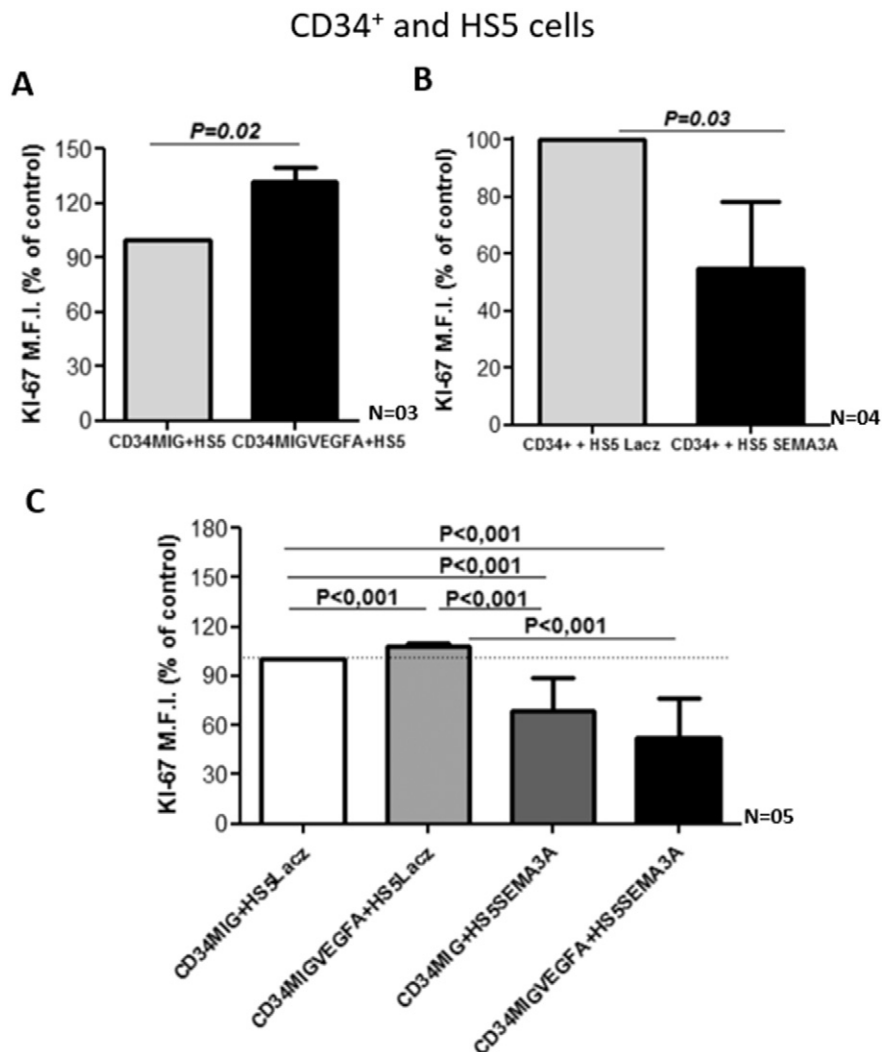 CD34⁺ and HS5 cells
A
P=0.02
KI-67 M.F.I. (% of control)
150
120
90
60
30
0
CD34MIG+HS5 CD34MIGVEGFA+HS5
N=03
B
P=0.03
KI-67 M.F.I. (% of control)
100
80
60
40
20
0
CD34+ + HS5 Lacz CD34+ + HS5 SEMA3A
N=04
C
KI-67 M.F.I. (% of control)
180
150
120
90
60
30
0
P<0,001
P<0,001
P<0,001 P<0,001
P<0,001
N=05
CD34MIG+HS5Lacz
CD34MIGVEGFA+HS5Lacz
CD34MIG+HS5SEMA3A
CD34MIGVEGFA+HS5SEMA3A